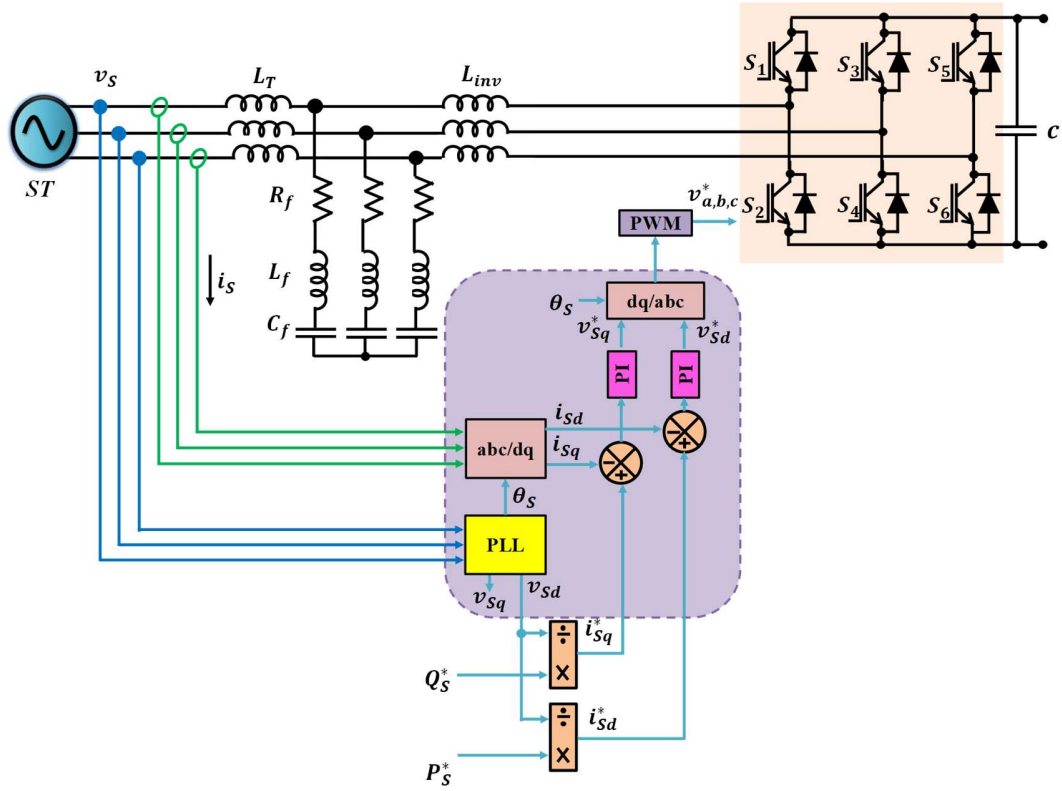 v_S
L_T
L_inv
S_1
S_3
S_5
C
ST
R_f
S_2
S_4
S_6
v*_a,b,c
PWM
L_f
i_S
θ_S
dq/abc
C_f
v*_Sq
v*_Sd
PI
PI
i_Sd
−
+
abc/dq
i_Sq
−
+
θ_S
PLL
v_Sq
v_Sd
÷
i*_Sq
Q*_S
×
÷
i*_Sd
P*_S
×